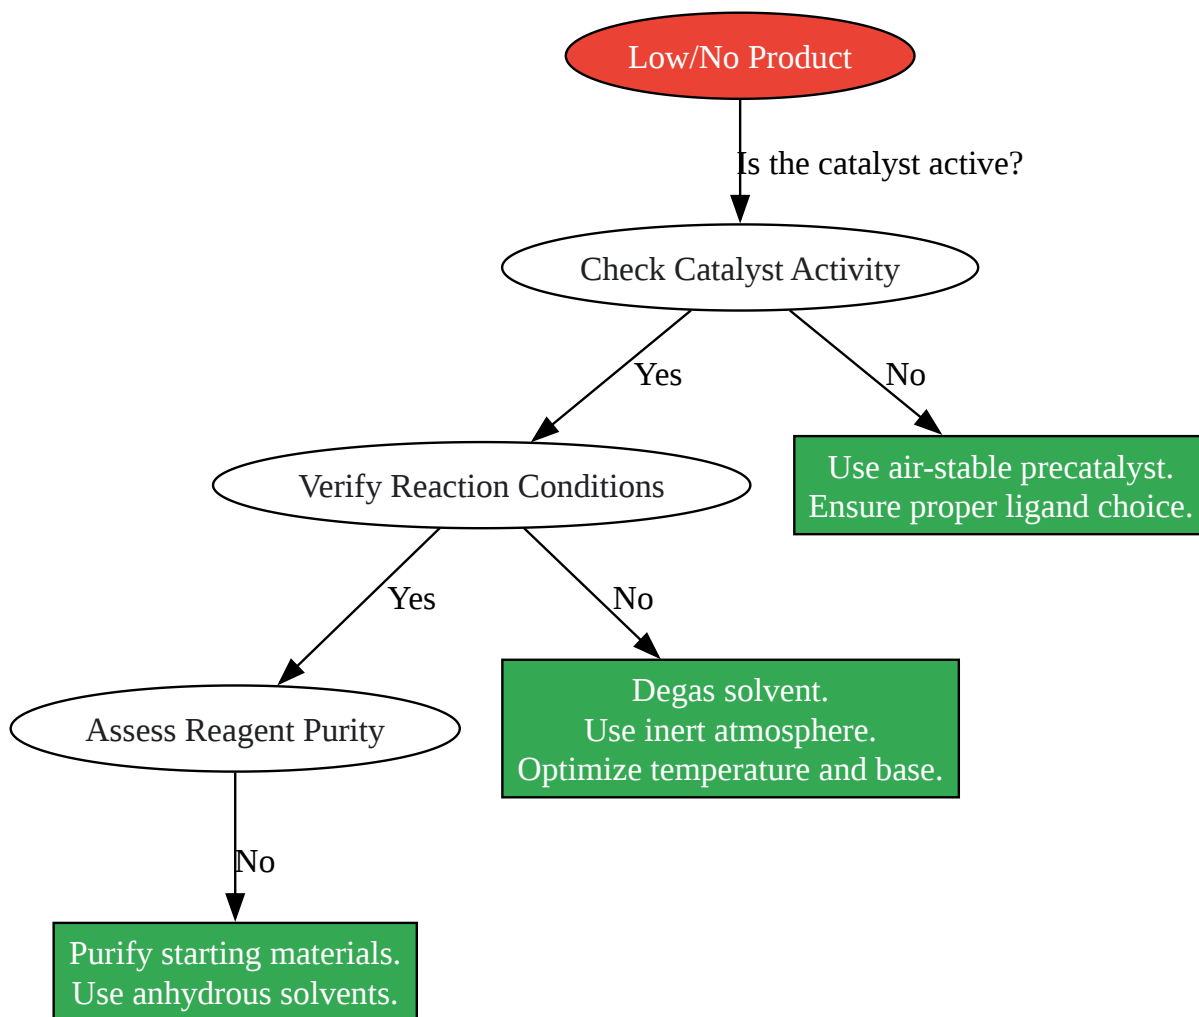 Low/No Product
Is the catalyst active?
Check Catalyst Activity
Yes
No
Verify Reaction Conditions
Use air-stable precatalyst.
Ensure proper ligand choice.
Yes
No
Assess Reagent Purity
Degas solvent.
Use inert atmosphere.
Optimize temperature and base.
No
Purify starting materials.
Use anhydrous solvents.